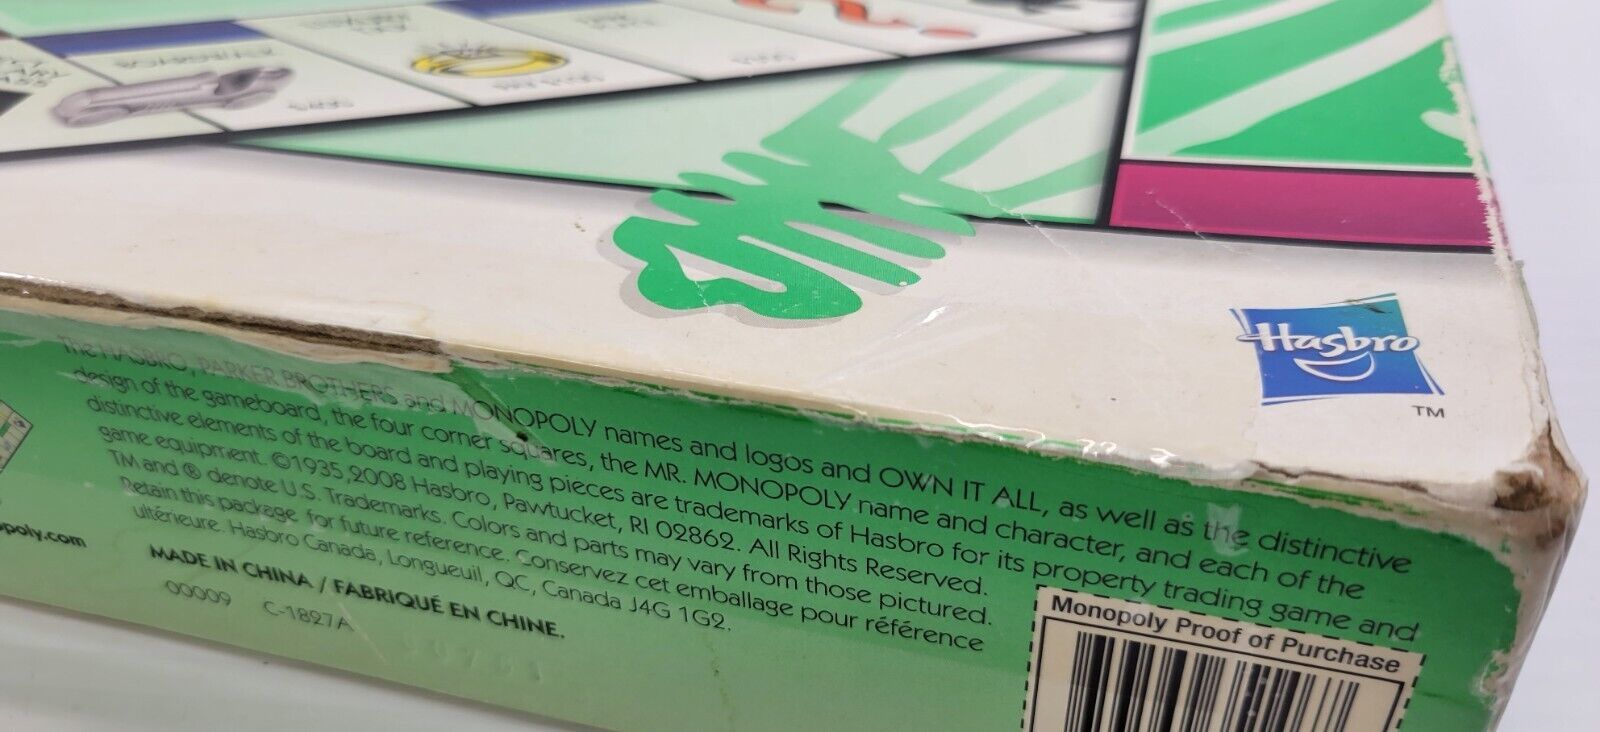 Hasbro
TM
The HASBRO, PARKER BROTHERS and MONOPOLY names and logos and OWN IT ALL, as well as the distinctive
design of the gameboard, the four corner squares, the MR. MONOPOLY name and character, and each of the
distinctive elements of the board and playing pieces are trademarks of Hasbro for its property trading game and
game equipment. ©1935, 2008 Hasbro, Pawtucket, RI 02862. All Rights Reserved.
TM and ® denote U.S. Trademarks. Colors and parts may vary from those pictured.
Retain this package for future reference. Conservez cet emballage pour référence
ultérieure. Hasbro Canada, Longueuil, QC, Canada J4G 1G2.
MADE IN CHINA / FABRIQUÉ EN CHINE.
00009 C-1827A
Monopoly Proof of Purchase